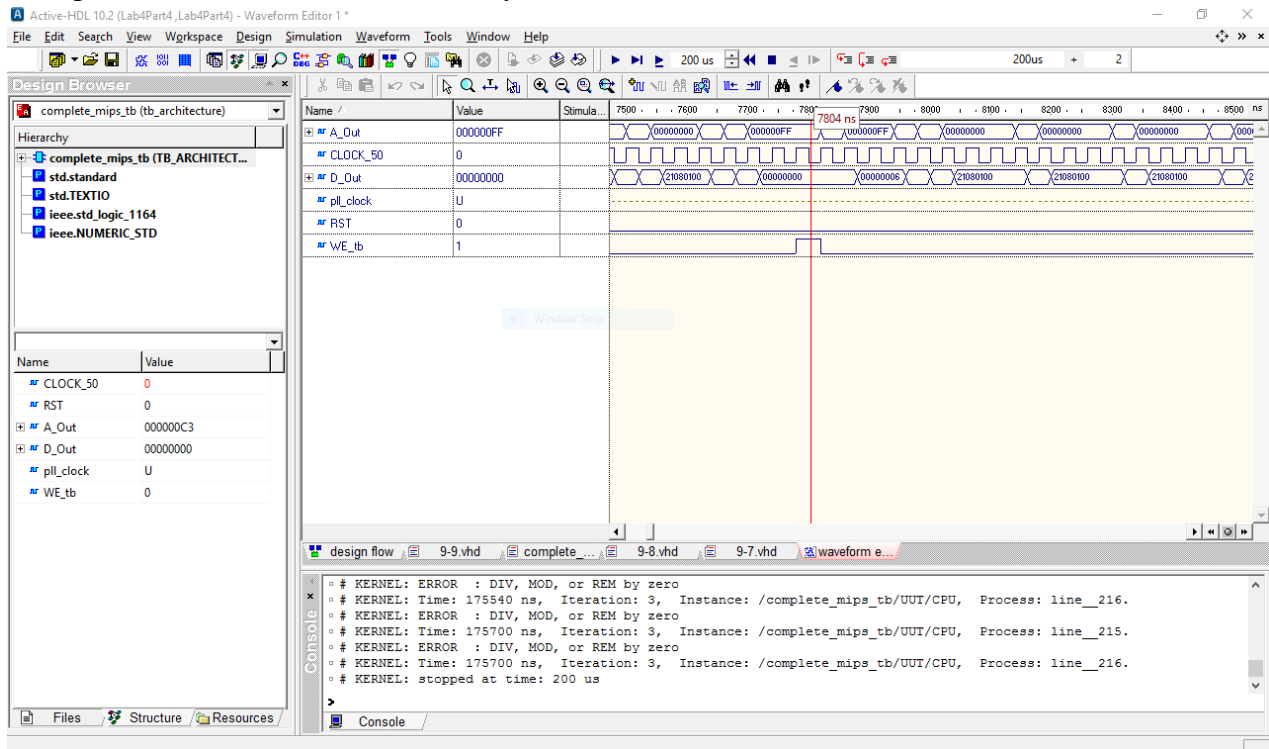 Active-HDL 10.2 (Lab4Part4 ,Lab4Part4) - Waveform Editor 1 *
File Edit Search View Workspace Design Simulation Waveform Tools Window Help
200 us
200us + 2
Design Browser
complete_mips_tb (tb_architecture)
Hierarchy
complete_mips_tb (TB_ARCHITECT...
std.standard
std.TEXTIO
ieee.std_logic_1164
ieee.NUMERIC_STD
Name Value
CLOCK_50 0
RST 0
A_Out 000000C3
D_Out 00000000
pll_clock U
WE_tb 0
Files Structure Resources
Name Value Stimula... 7500 7600 7700 7900 8000 8100 8200 8300 8400 8500 ns
7804 ns
A_Out 000000FF 00000000 000000FF 000000FF 00000000 00000000 00000000
CLOCK_50 0
D_Out 00000000 21080100 00000000 00000006 21080100 21080100 21080100
pll_clock U
RST 0
WE_tb 1
Window Snip
design flow 9-9.vhd complete_... 9-8.vhd 9-7.vhd waveform e...
# KERNEL: ERROR : DIV, MOD, or REM by zero
# KERNEL: Time: 175540 ns, Iteration: 3, Instance: /complete_mips_tb/UUT/CPU, Process: line__216.
# KERNEL: ERROR : DIV, MOD, or REM by zero
# KERNEL: Time: 175700 ns, Iteration: 3, Instance: /complete_mips_tb/UUT/CPU, Process: line__215.
# KERNEL: ERROR : DIV, MOD, or REM by zero
# KERNEL: Time: 175700 ns, Iteration: 3, Instance: /complete_mips_tb/UUT/CPU, Process: line__216.
# KERNEL: stopped at time: 200 us
>
Console
Console